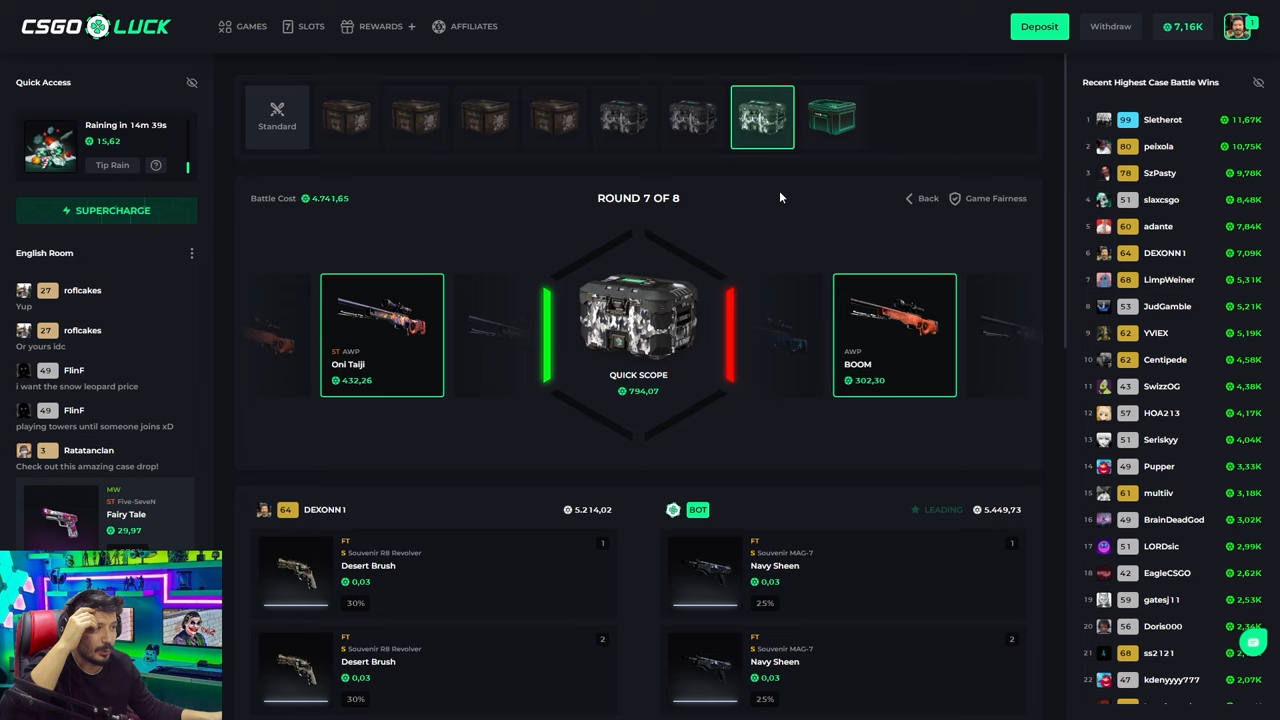 CSGO LUCK
GAMES
SLOTS
REWARDS +
AFFILIATES
Deposit
Withdraw
7,16K
1
Quick Access
Raining in 14m 39s
15,62
Tip Rain
SUPERCHARGE
English Room
27 roflcakes
Yup
27 roflcakes
Or yours idc
49 FlinF
i want the snow leopard price
49 FlinF
playing towers until someone joins xD
3 Ratatanclan
Check out this amazing case drop!
MW
ST Five-SeveN
Fairy Tale
29,97
Standard
Battle Cost 4.741,65
ROUND 7 OF 8
Back
Game Fairness
ST AWP
Oni Taiji
432,26
QUICK SCOPE
794,07
AWP
BOOM
302,30
64 DEXONN1
5.214,02
FT
S Souvenir R8 Revolver
Desert Brush
0,03
30%
1
FT
S Souvenir R8 Revolver
Desert Brush
0,03
30%
2
BOT
LEADING
5.449,73
FT
S Souvenir MAG-7
Navy Sheen
0,03
25%
1
FT
S Souvenir MAG-7
Navy Sheen
0,03
25%
2
Recent Highest Case Battle Wins
1 99 Sletherot 11,67K
2 80 peixola 10,75K
3 78 SzPasty 9,78K
4 51 slaxcsgo 8,48K
5 60 adante 7,84K
6 64 DEXONN1 7,09K
7 68 LimpWeiner 5,31K
8 53 JudGamble 5,21K
9 62 YVIEX 5,19K
10 62 Centipede 4,58K
11 43 SwizzOG 4,38K
12 57 HOA213 4,17K
13 51 Seriskyy 4,04K
14 49 Pupper 3,33K
15 61 multiiv 3,18K
16 49 BrainDeadGod 3,02K
17 51 LORDsic 2,99K
18 42 EagleCSGO 2,62K
19 59 gatesj11 2,53K
20 56 Doris000 2,34K
21 68 ss2121
22 47 kdenyyyy777 2,07K